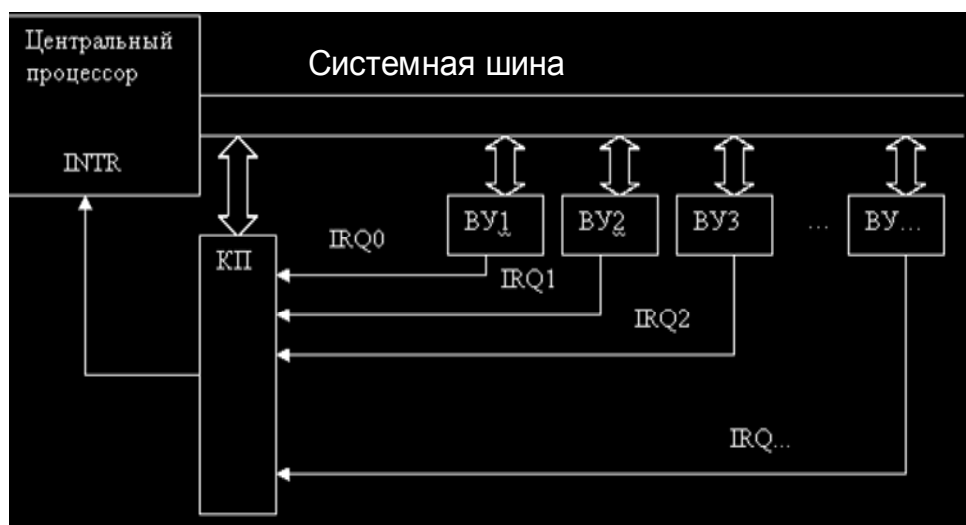 Центральный
процессор
Системная шина
INTR
КП
IRQ0
ВУ1
ВУ2
ВУ3
...
ВУ...
IRQ1
IRQ2
IRQ...